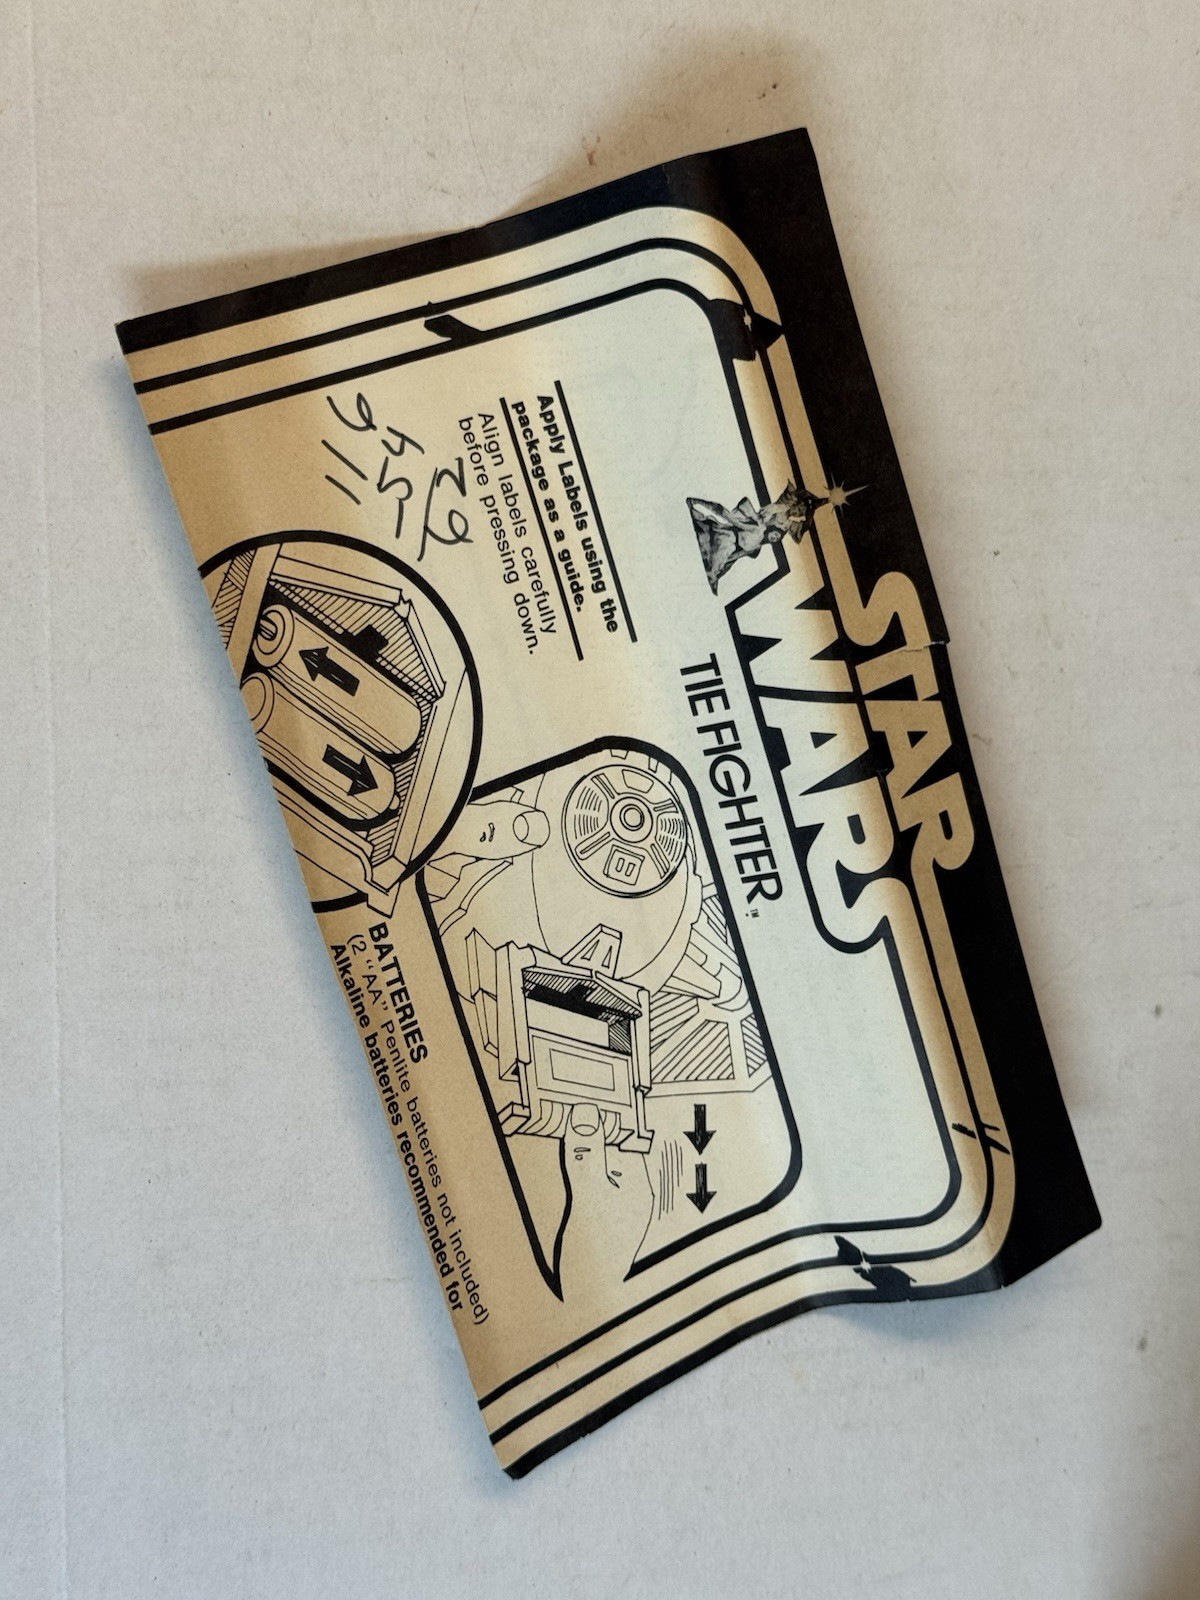 STAR
WARS
TIE FIGHTER™
Apply Labels using the
package as a guide.
Align labels carefully
before pressing down.
BATTERIES
(2 "AA" Penlite batteries not included)
Alkaline batteries recommended for